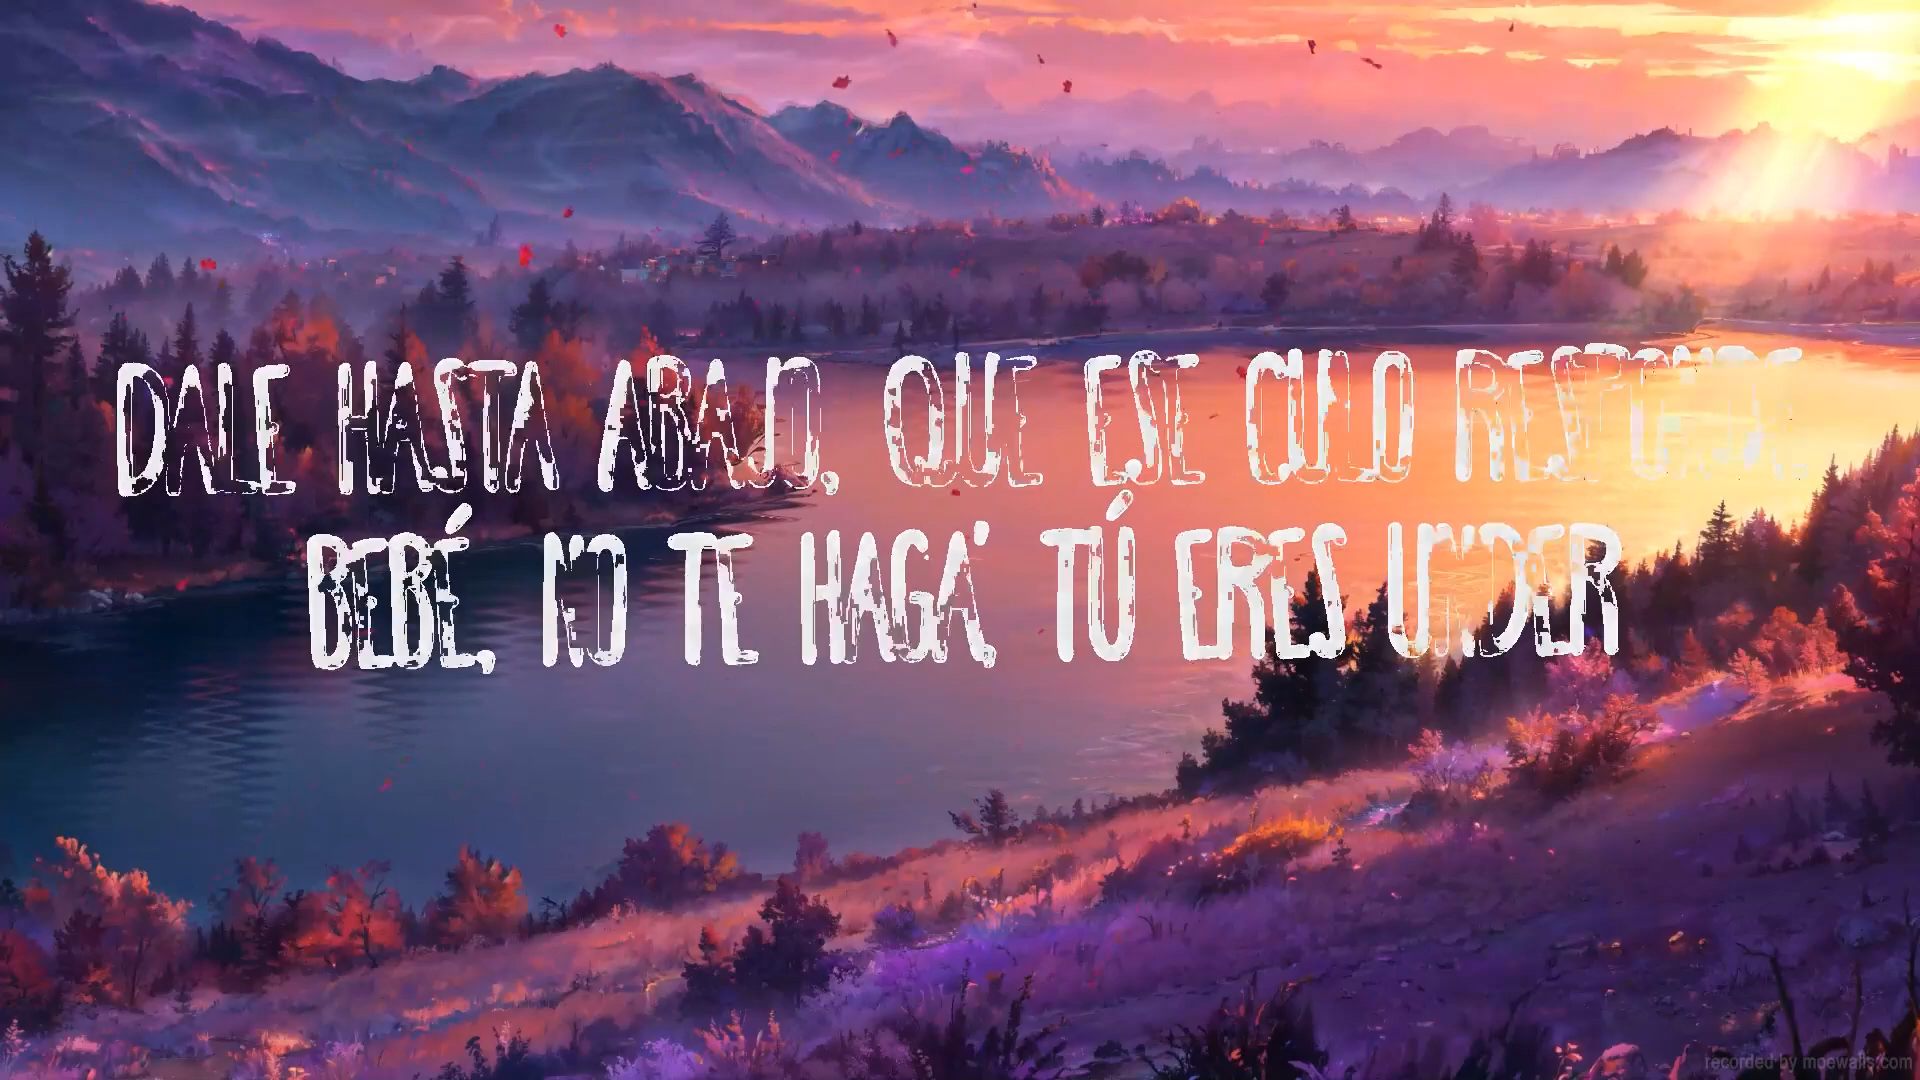 DALE HASTA ABAJO, QUE ESE CULO RESPONDE
BEBÉ, NO TE HAGA' TÚ ERES UNDER
recorded by moewalls.com